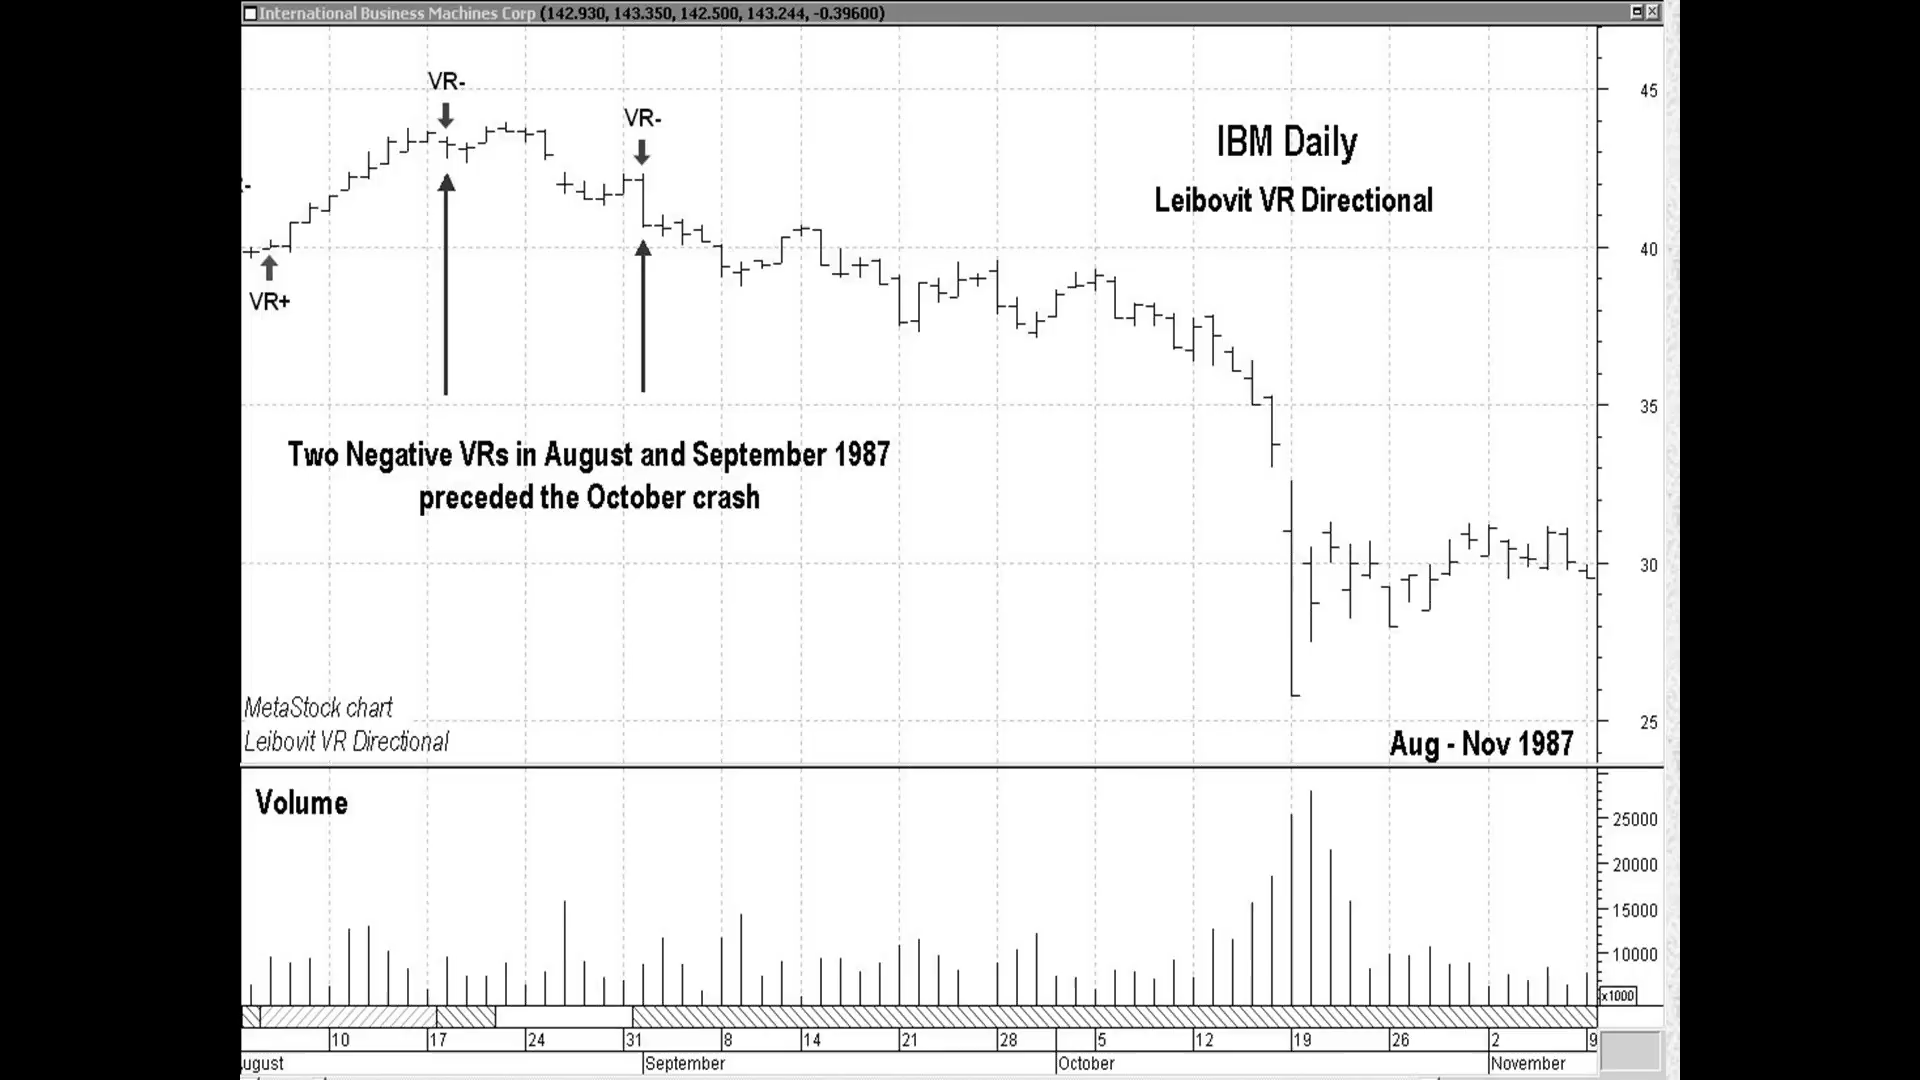 International Business Machines Corp (142.930, 143.350, 142.500, 143.244, -0.39600)
VR-
VR-
45
IBM Daily
Leibovit VR Directional
40
VR+
35
Two Negative VRs in August and September 1987
preceded the October crash
30
MetaStock chart
Leibovit VR Directional
25
Aug - Nov 1987
Volume
25000
20000
15000
10000
x1000
10 17 24 31 8 14 21 28 5 12 19 26 2 9
ugust September October November